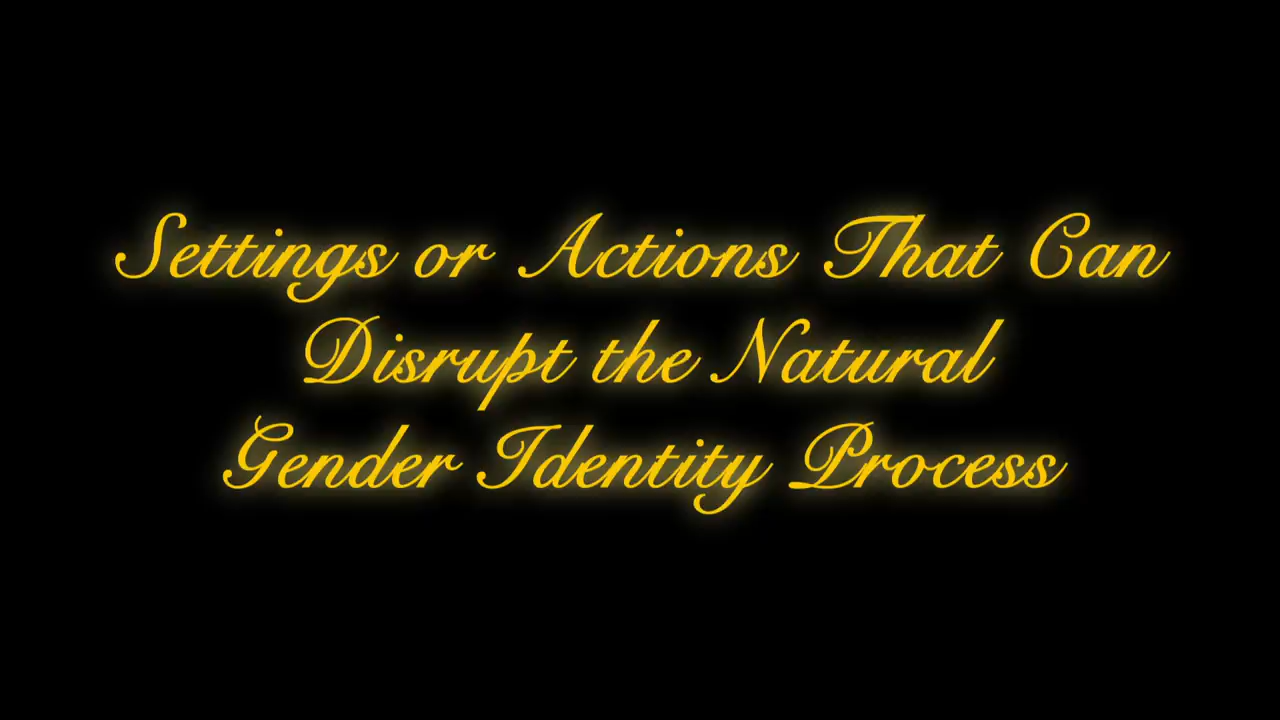 Settings or Actions That Can
Disrupt the Natural
Gender Identity Process